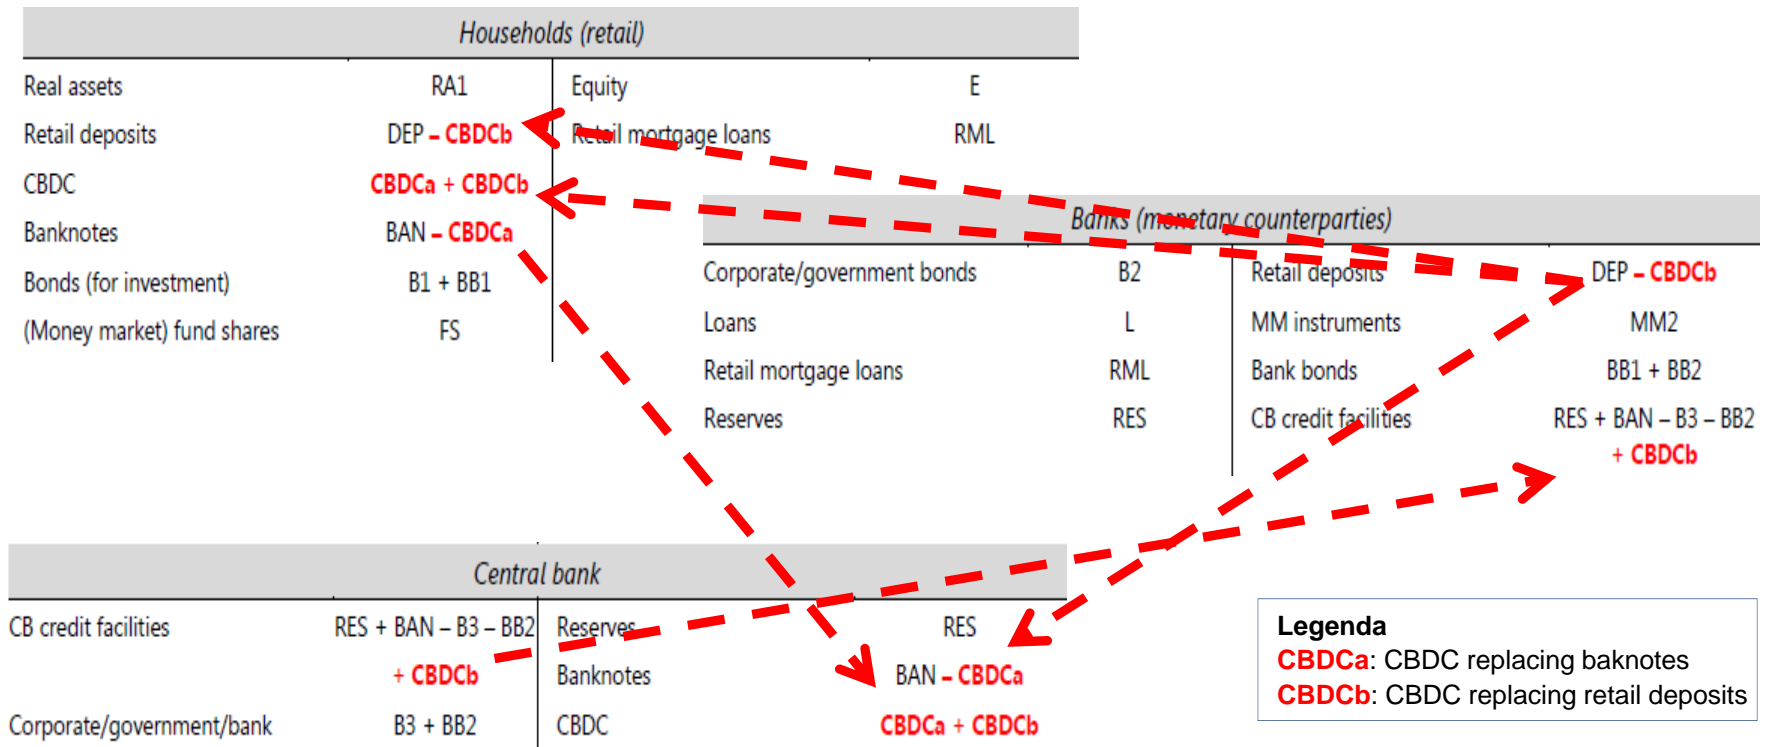 Households (retail)
Real assets RA1 Equity E
Retail deposits DEP – CBDCb Retail mortgage loans RML
CBDC CBDCa + CBDCb
Banknotes BAN – CBDCa
Bonds (for investment) B1 + BB1
(Money market) fund shares FS
Banks (monetary counterparties)
Corporate/government bonds B2 Retail deposits DEP – CBDCb
Loans L MM instruments MM2
Retail mortgage loans RML Bank bonds BB1 + BB2
Reserves RES CB credit facilities RES + BAN – B3 – BB2
+ CBDCb
Central bank
CB credit facilities RES + BAN – B3 – BB2 Reserves RES
+ CBDCb Banknotes BAN – CBDCa
Corporate/government/bank B3 + BB2 CBDC CBDCa + CBDCb
Legenda
CBDCa: CBDC replacing baknotes
CBDCb: CBDC replacing retail deposits